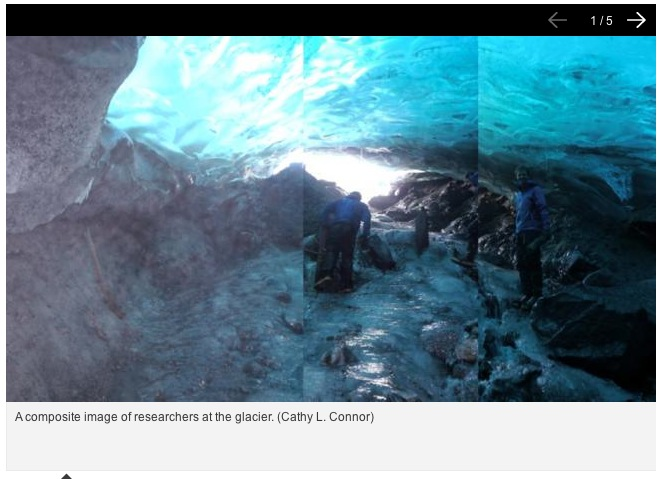 1 / 5
A composite image of researchers at the glacier. (Cathy L. Connor)